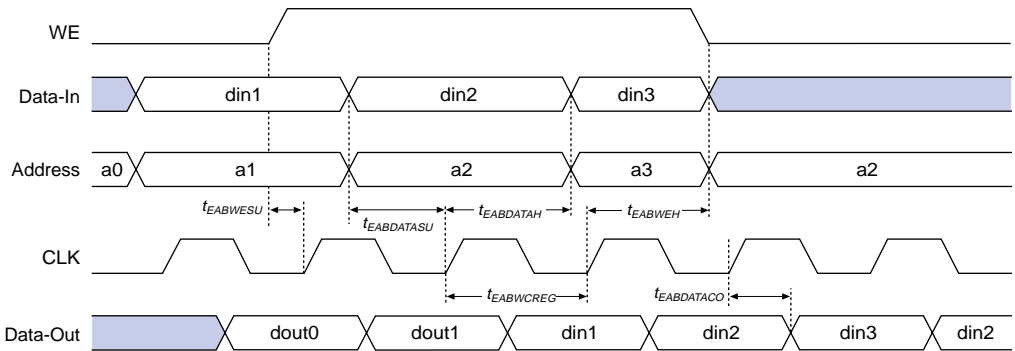 WE
Data-In din1 din2 din3
Address a0 a1 a2 a3 a2
tEABWESU tEABDATASU tEABDATAH tEABWEH
CLK
tEABWCREG tEABDATACO
Data-Out dout0 dout1 din1 din2 din3 din2